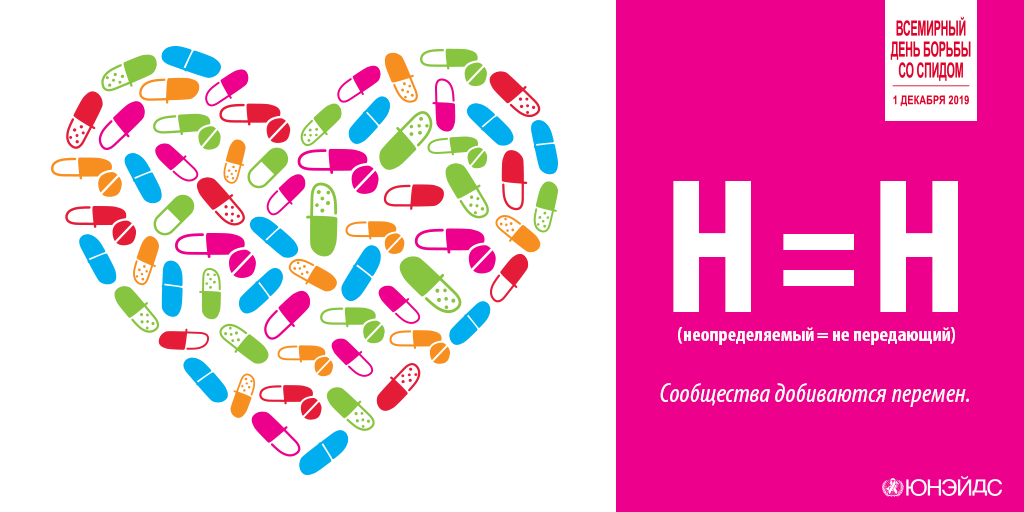 ВСЕМИРНЫЙ
ДЕНЬ БОРЬБЫ
СО СПИДОМ
1 ДЕКАБРЯ 2019
Н = Н
(неопределяемый = не передающий)
Сообщества добиваются перемен.
ЮНЭЙДС